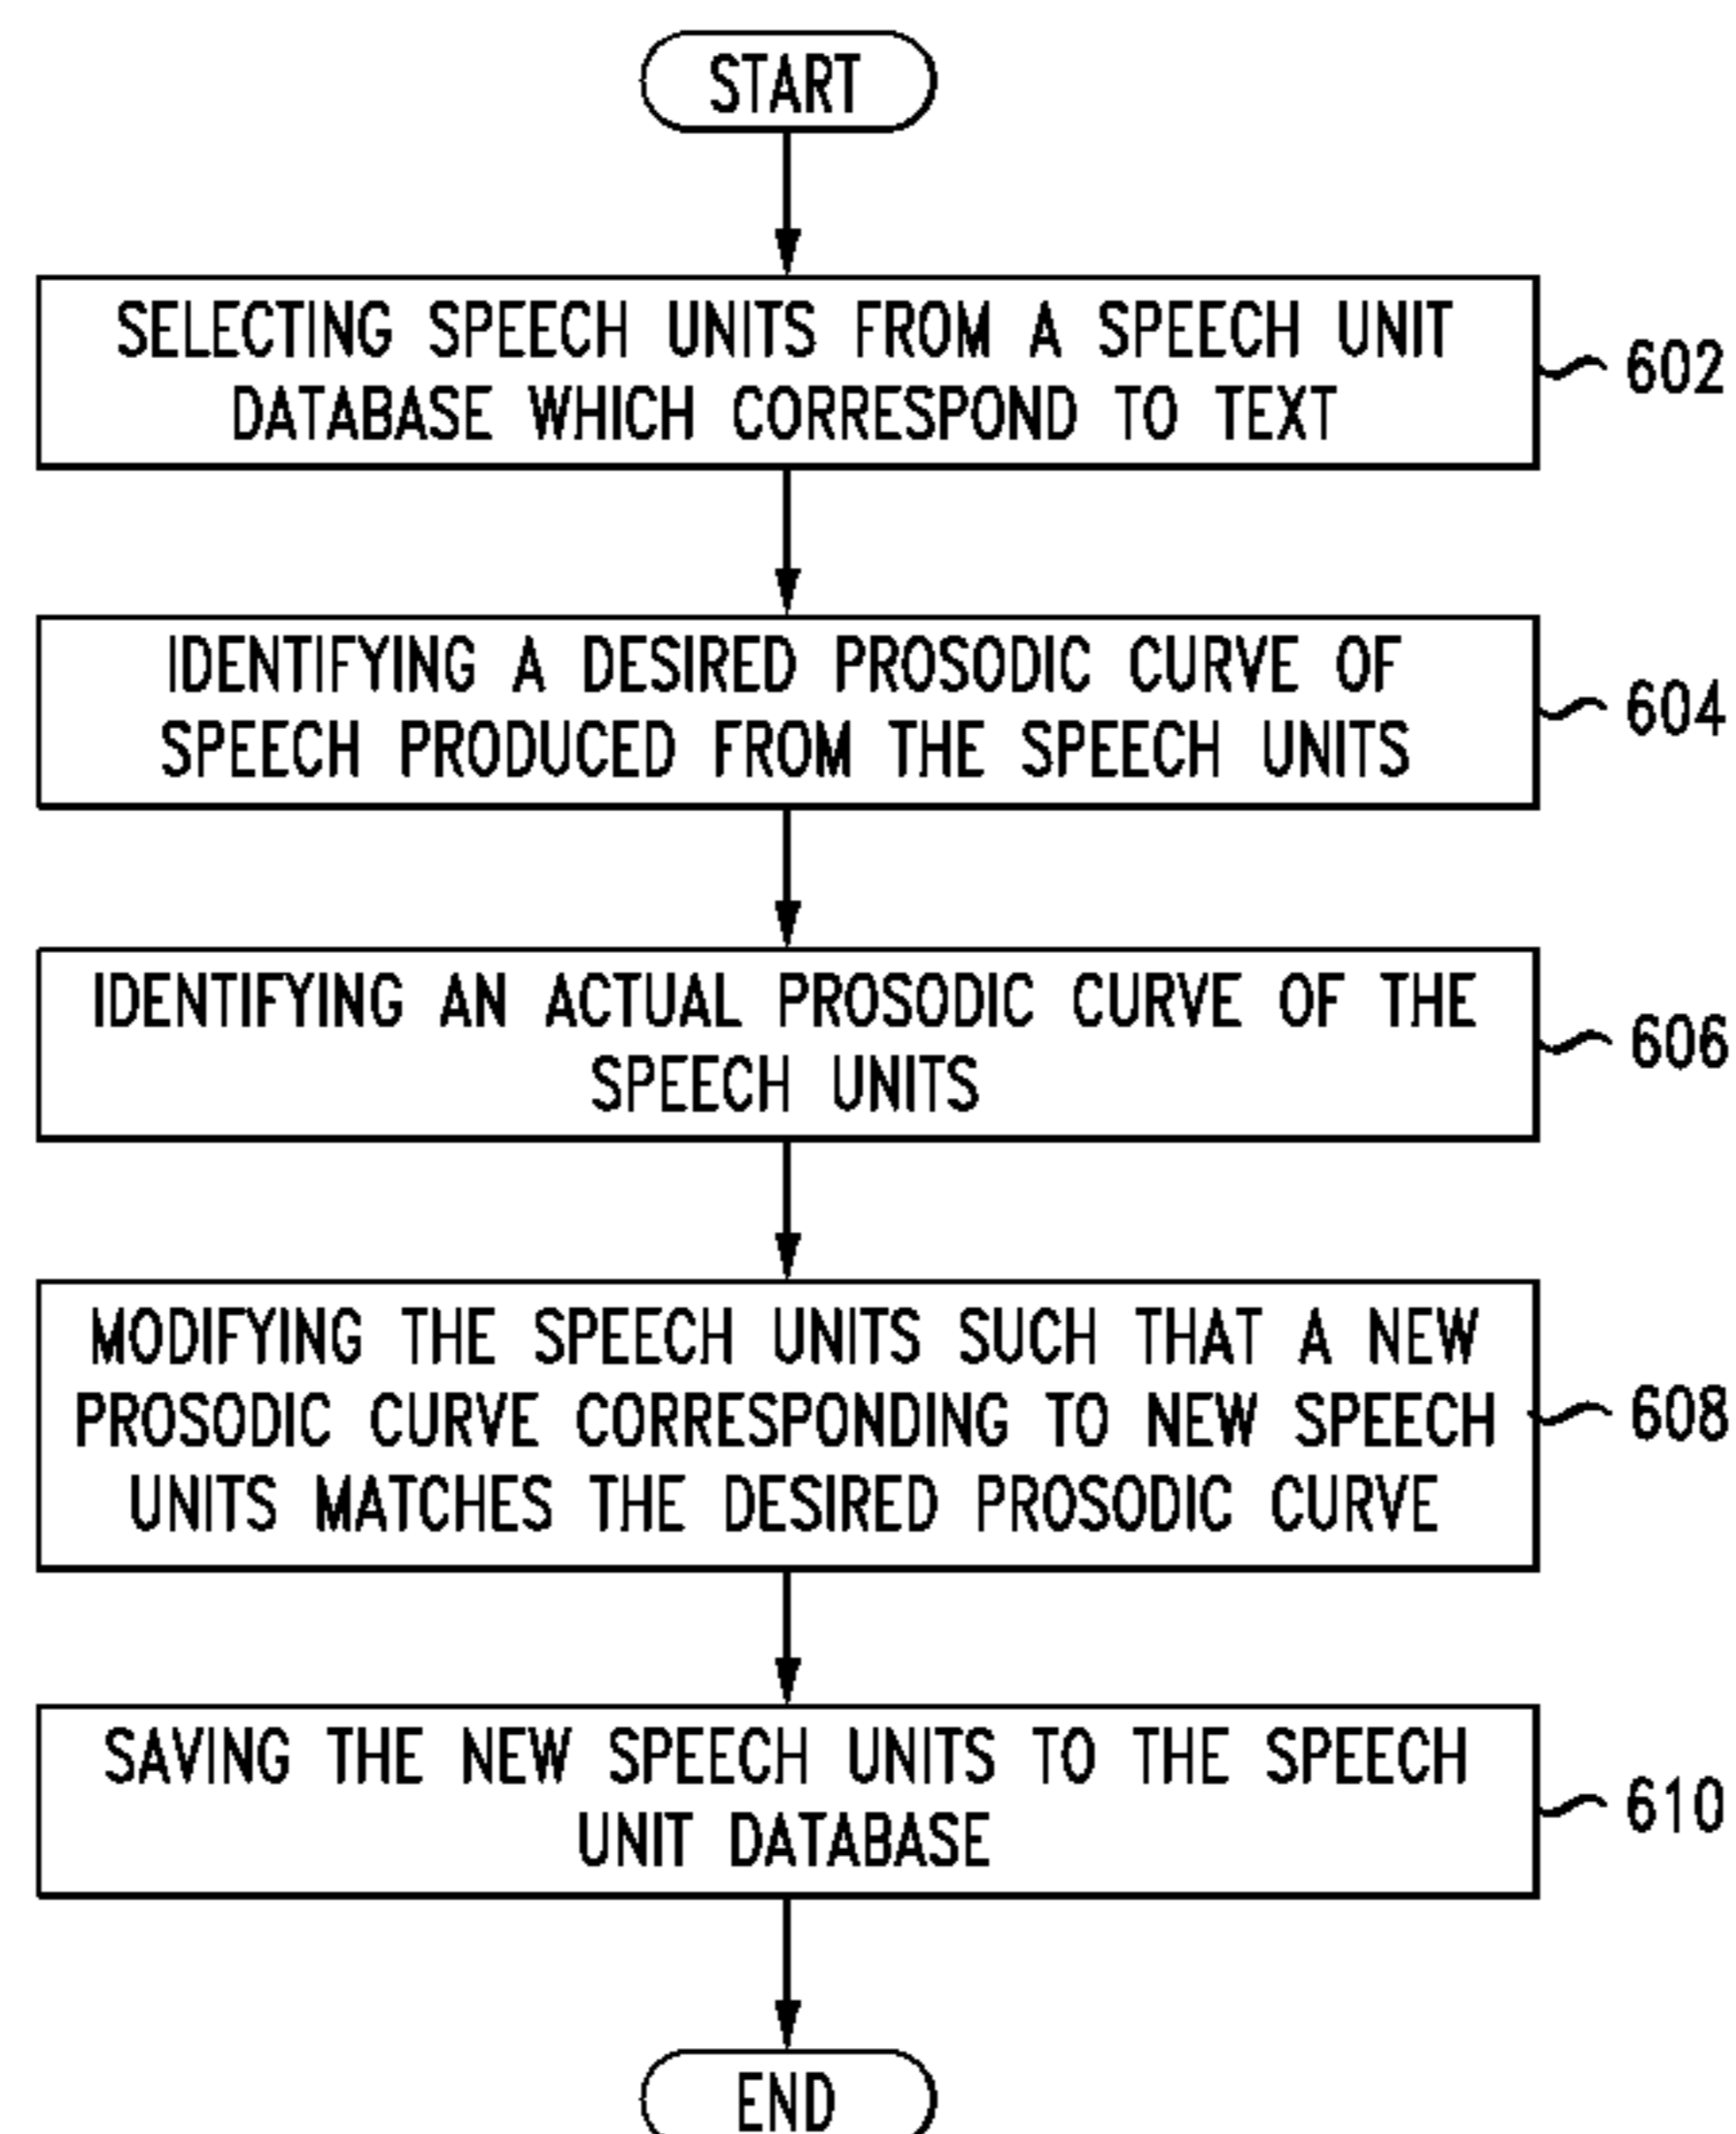 START
SELECTING SPEECH UNITS FROM A SPEECH UNIT
DATABASE WHICH CORRESPOND TO TEXT
602
IDENTIFYING A DESIRED PROSODIC CURVE OF
SPEECH PRODUCED FROM THE SPEECH UNITS
604
IDENTIFYING AN ACTUAL PROSODIC CURVE OF THE
SPEECH UNITS
606
MODIFYING THE SPEECH UNITS SUCH THAT A NEW
PROSODIC CURVE CORRESPONDING TO NEW SPEECH
UNITS MATCHES THE DESIRED PROSODIC CURVE
608
SAVING THE NEW SPEECH UNITS TO THE SPEECH
UNIT DATABASE
610
END